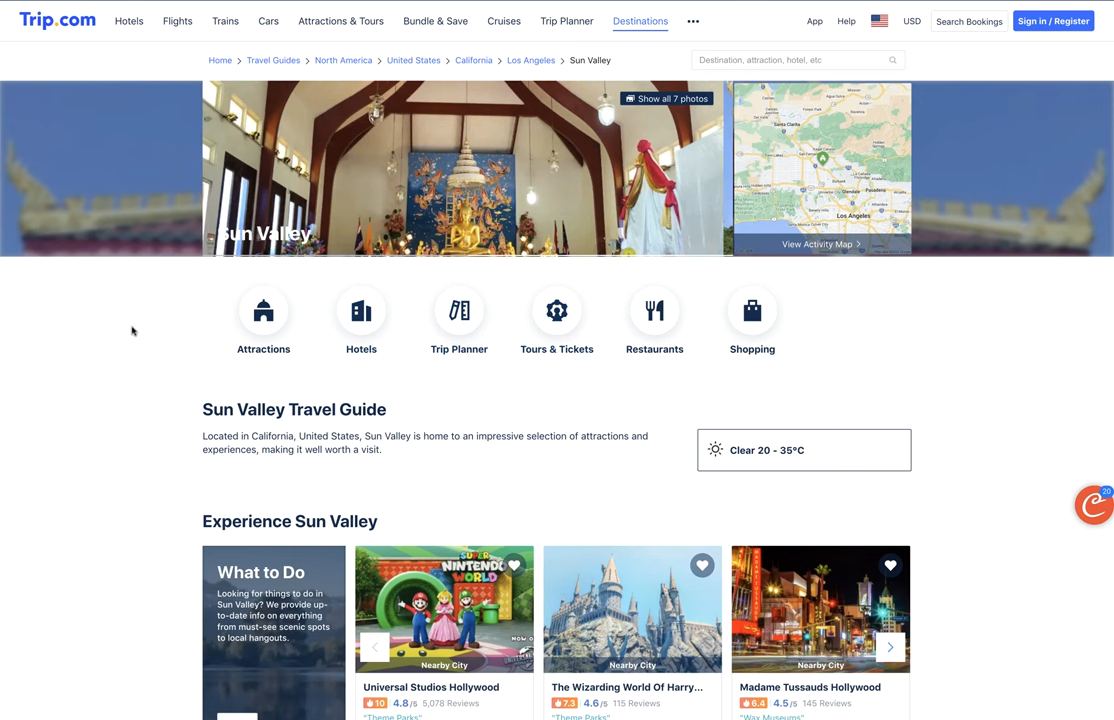 Trip.com
Hotels Flights Trains Cars Attractions & Tours Bundle & Save Cruises Trip Planner Destinations ••• App Help USD Search Bookings Sign in / Register
Home > Travel Guides > North America > United States > California > Los Angeles > Sun Valley
Destination, attraction, hotel, etc
Show all 7 photos
Sun Valley
Santa Clarita
Glendale
Pasadena
Los Angeles
View Activity Map >
Attractions Hotels Trip Planner Tours & Tickets Restaurants Shopping
Sun Valley Travel Guide
Located in California, United States, Sun Valley is home to an impressive selection of attractions and
experiences, making it well worth a visit.
Clear 20 - 35°C
20
Experience Sun Valley
What to Do
Looking for things to do in
Sun Valley? We provide up-
to-date info on everything
from must-see scenic spots
to local hangouts.
SUPER
NINTENDO
WORLD
Nearby City
Universal Studios Hollywood
10 4.8/5 5,078 Reviews
"Theme Parks"
Nearby City
The Wizarding World Of Harry...
7.3 4.6/5 115 Reviews
"Theme Parks"
Nearby City
Madame Tussauds Hollywood
6.4 4.5/5 145 Reviews
"Wax Museums"